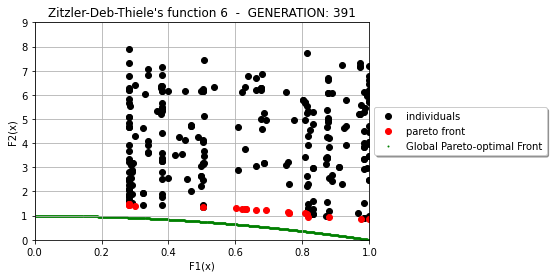 Zitzler-Deb-Thiele's function 6 - GENERATION: 391
F2(x)
9
8
7
6
5
4
3
2
1
0
0.0 0.2 0.4 0.6 0.8 1.0
F1(x)
individuals
pareto front
Global Pareto-optimal Front